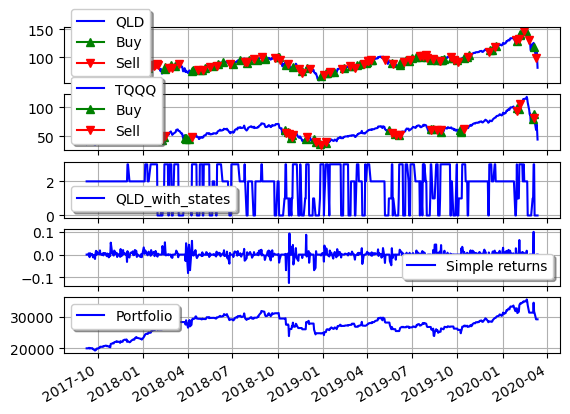 QLD
Buy
Sell
150
100
TQQQ
Buy
Sell
100
50
2
0
QLD_with_states
0.1
0.0
−0.1
Simple returns
30000
20000
Portfolio
2017-10
2018-01
2018-04
2018-07
2018-10
2019-01
2019-04
2019-07
2019-10
2020-01
2020-04